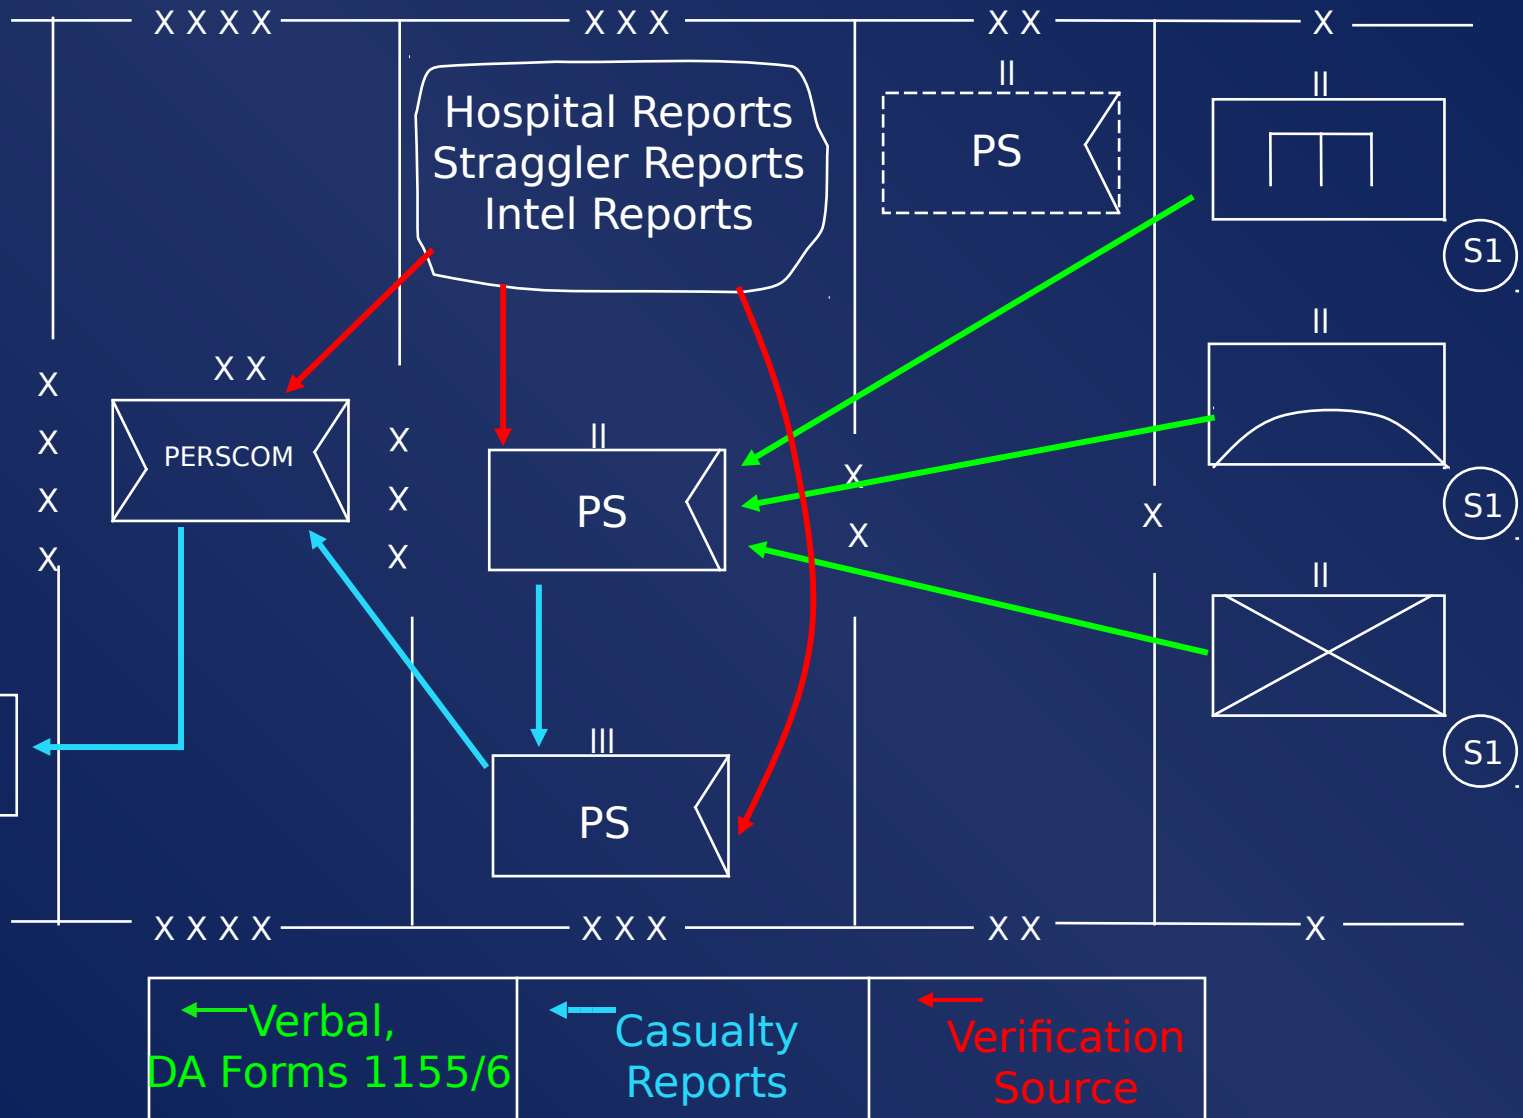 X X X X
X X X
X X
X
Hospital Reports
Straggler Reports
Intel Reports
II
PS
II
S1
II
S1
X X
PERSCOM
X
X
X
X
X
X
X
II
PS
X
X
X
II
S1
III
PS
X X X X
X X X
X X
X
Verbal,
DA Forms 1155/6
Casualty
Reports
Verification
Source